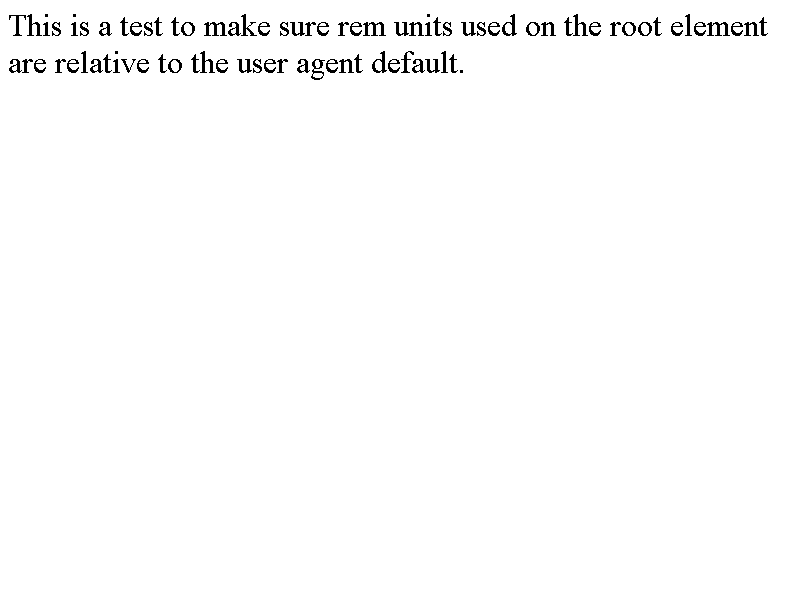 This is a test to make sure rem units used on the root element
are relative to the user agent default.